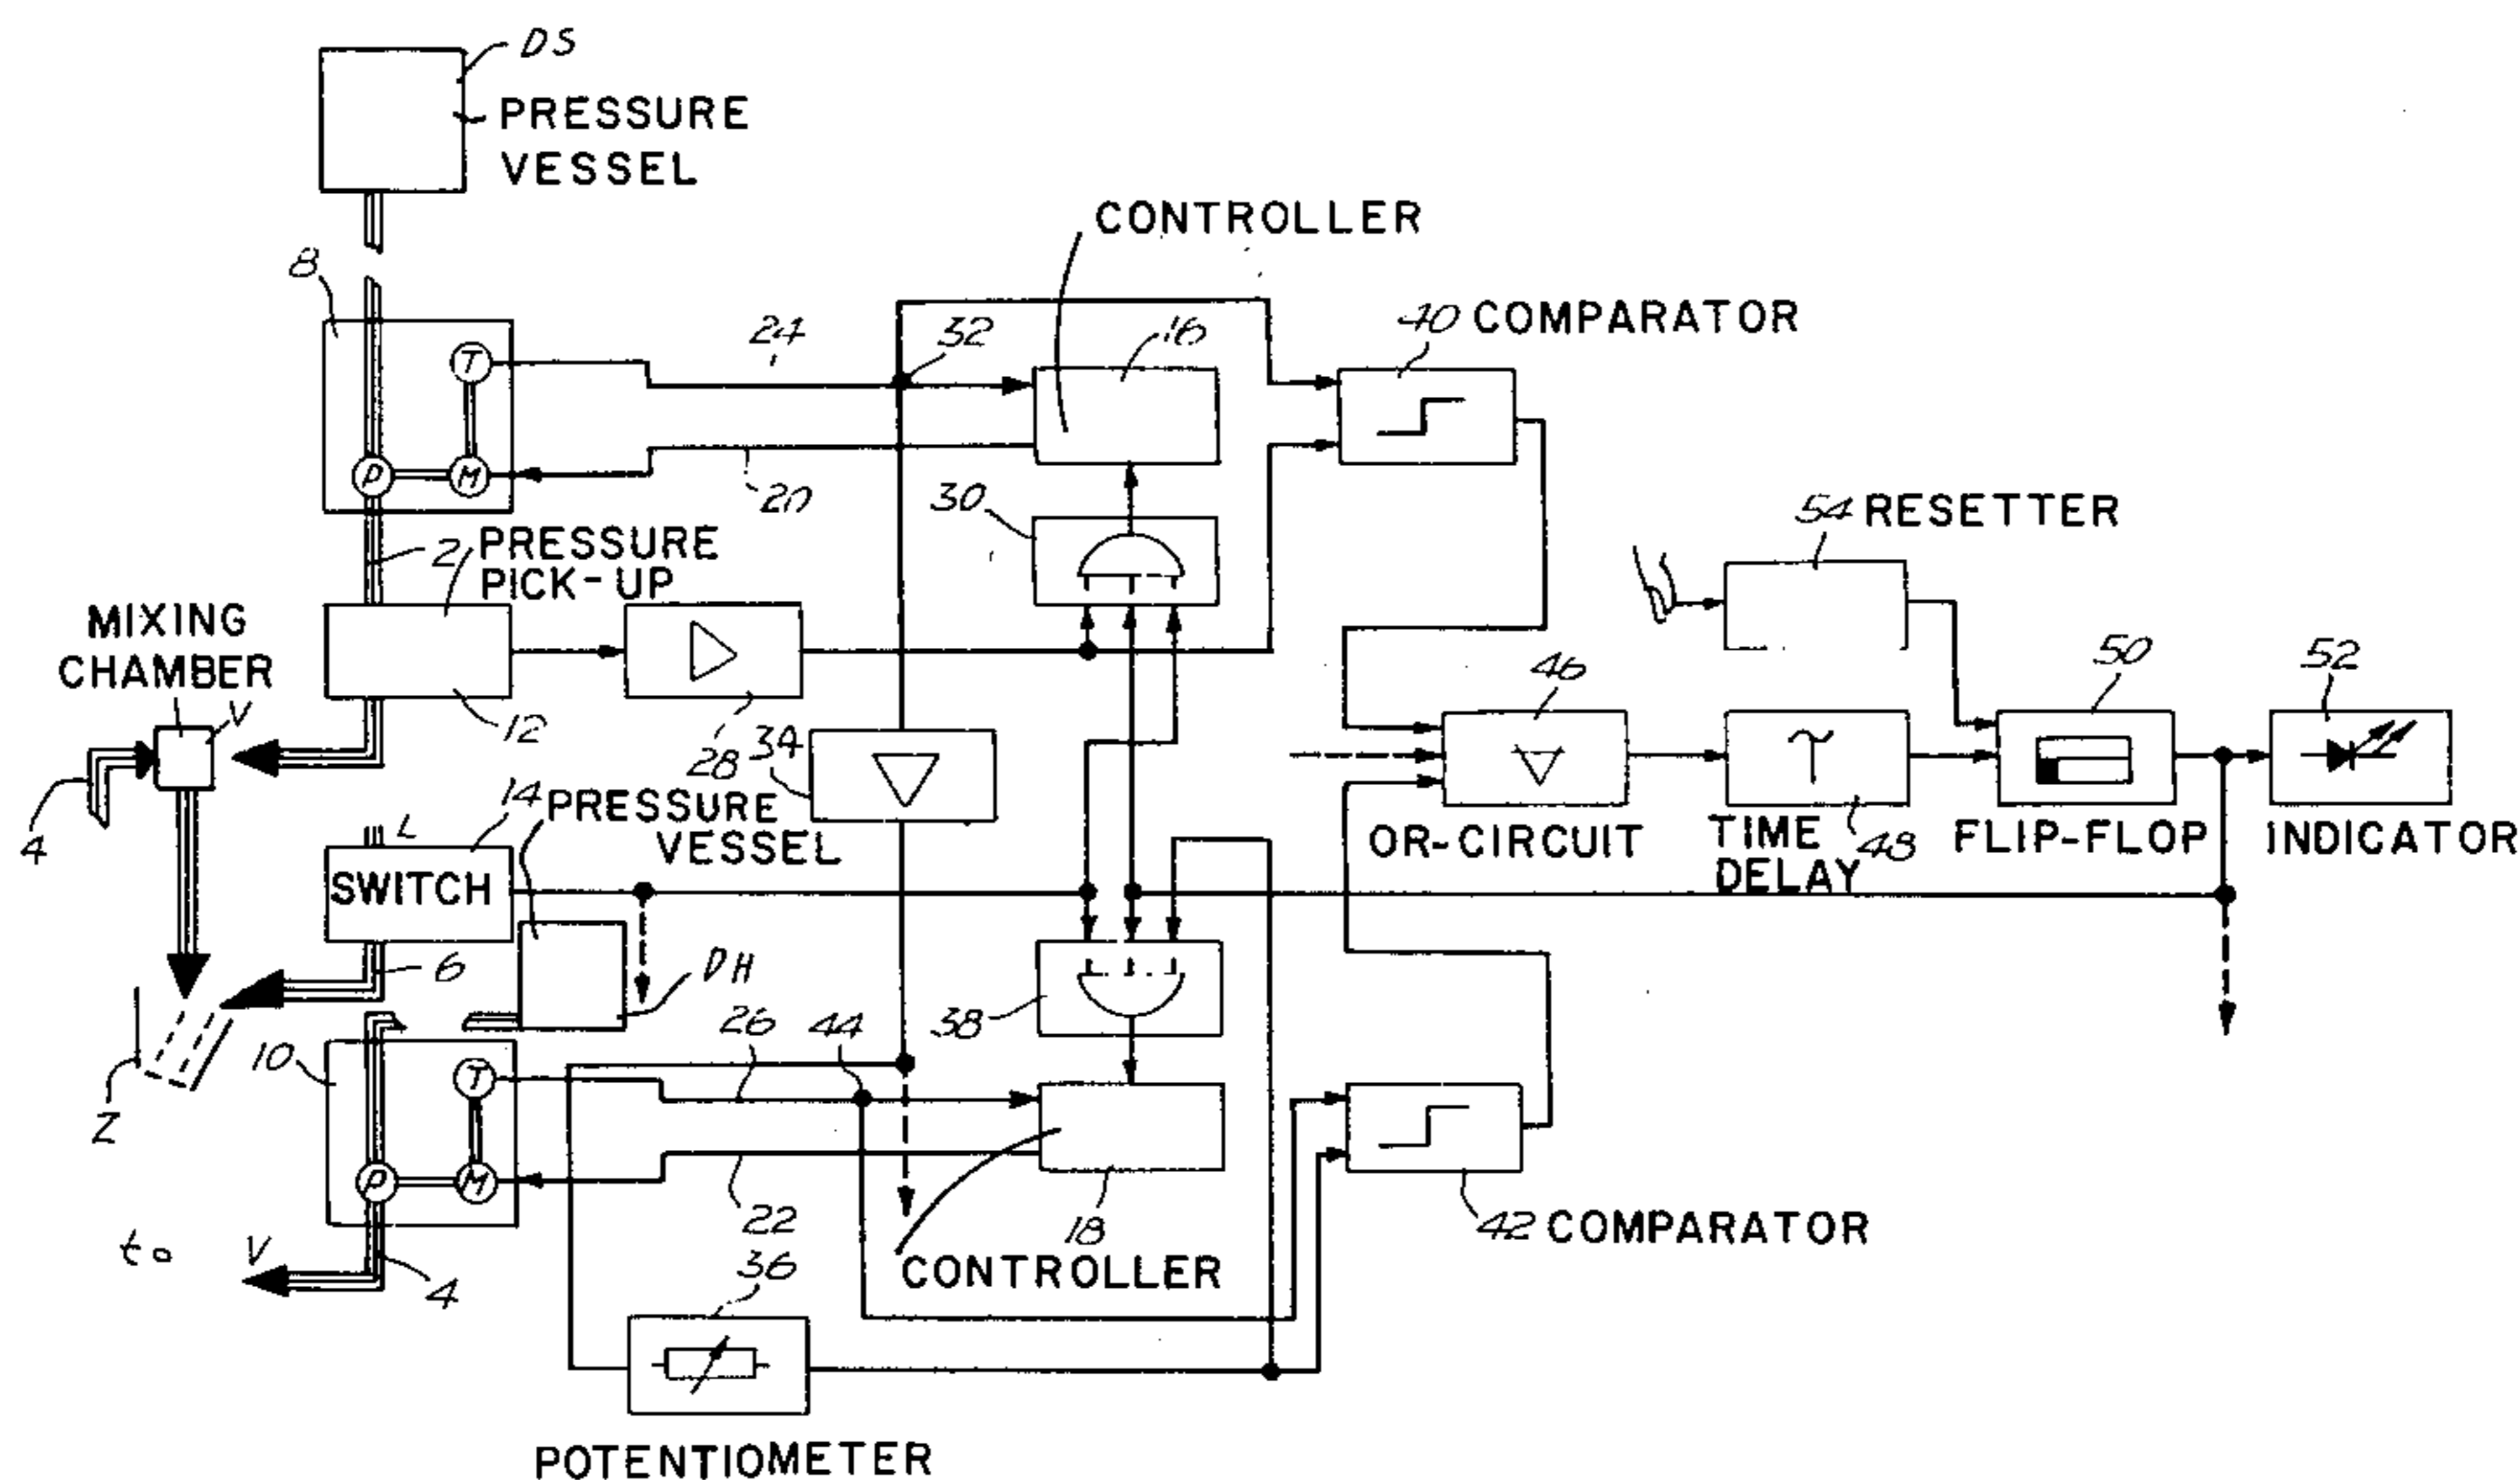 DS
PRESSURE
VESSEL
CONTROLLER
8
24
32
16
40 COMPARATOR
T
P
M
20
30
54 RESETTER
2
PRESSURE
PICK-UP
MIXING
CHAMBER
V
12
28
34
46
50
52
4
14
PRESSURE
VESSEL
L
OR-CIRCUIT
TIME
DELAY
48
FLIP-FLOP
INDICATOR
SWITCH
6
DH
26
44
38
10
T
Z
P
M
22
18
42 COMPARATOR
to V
4
36
CONTROLLER
POTENTIOMETER